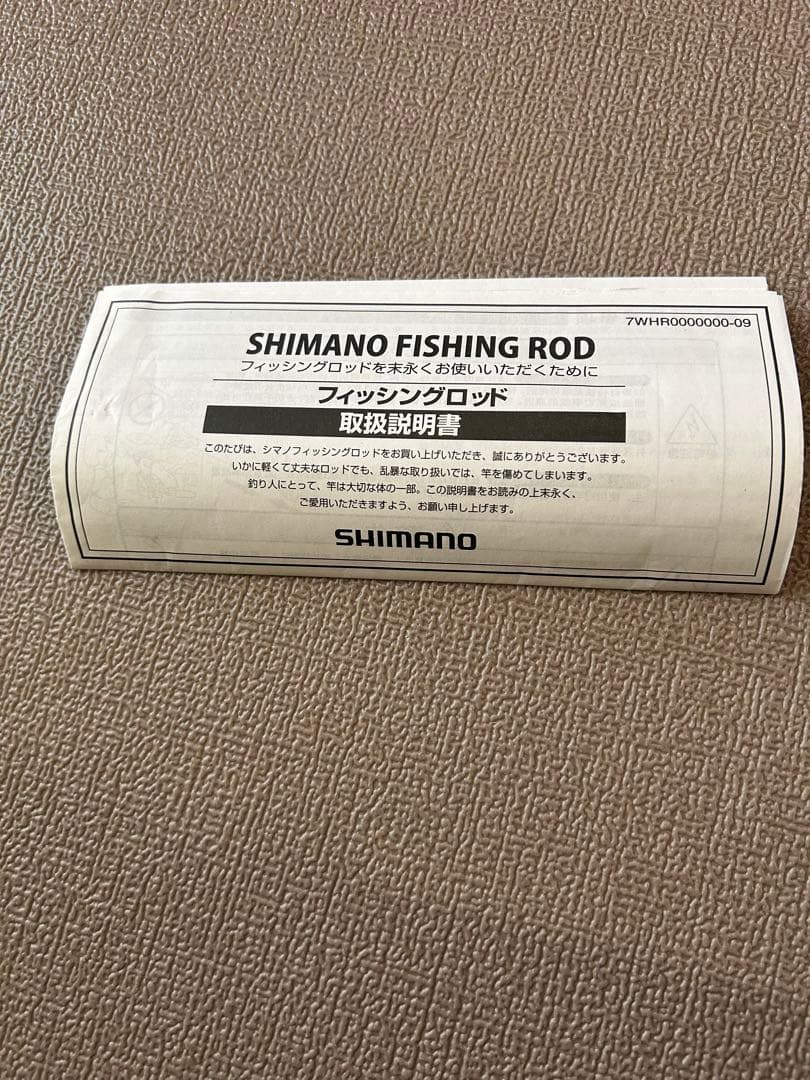 7WHR0000000-09
SHIMANO FISHING ROD
フィッシングロッドを末永くお使いいただくために
フィッシングロッド
取扱説明書
このたびは、シマノフィッシングロッドをお買い上げいただき、誠にありがとうございます。
いかに軽くて丈夫なロッドでも、乱暴な取り扱いでは、竿を傷めてしまいます。
釣り人にとって、竿は大切な体の一部。この説明書をお読みの上末永く、
ご愛用いただきますよう、お願い申し上げます。
SHIMANO